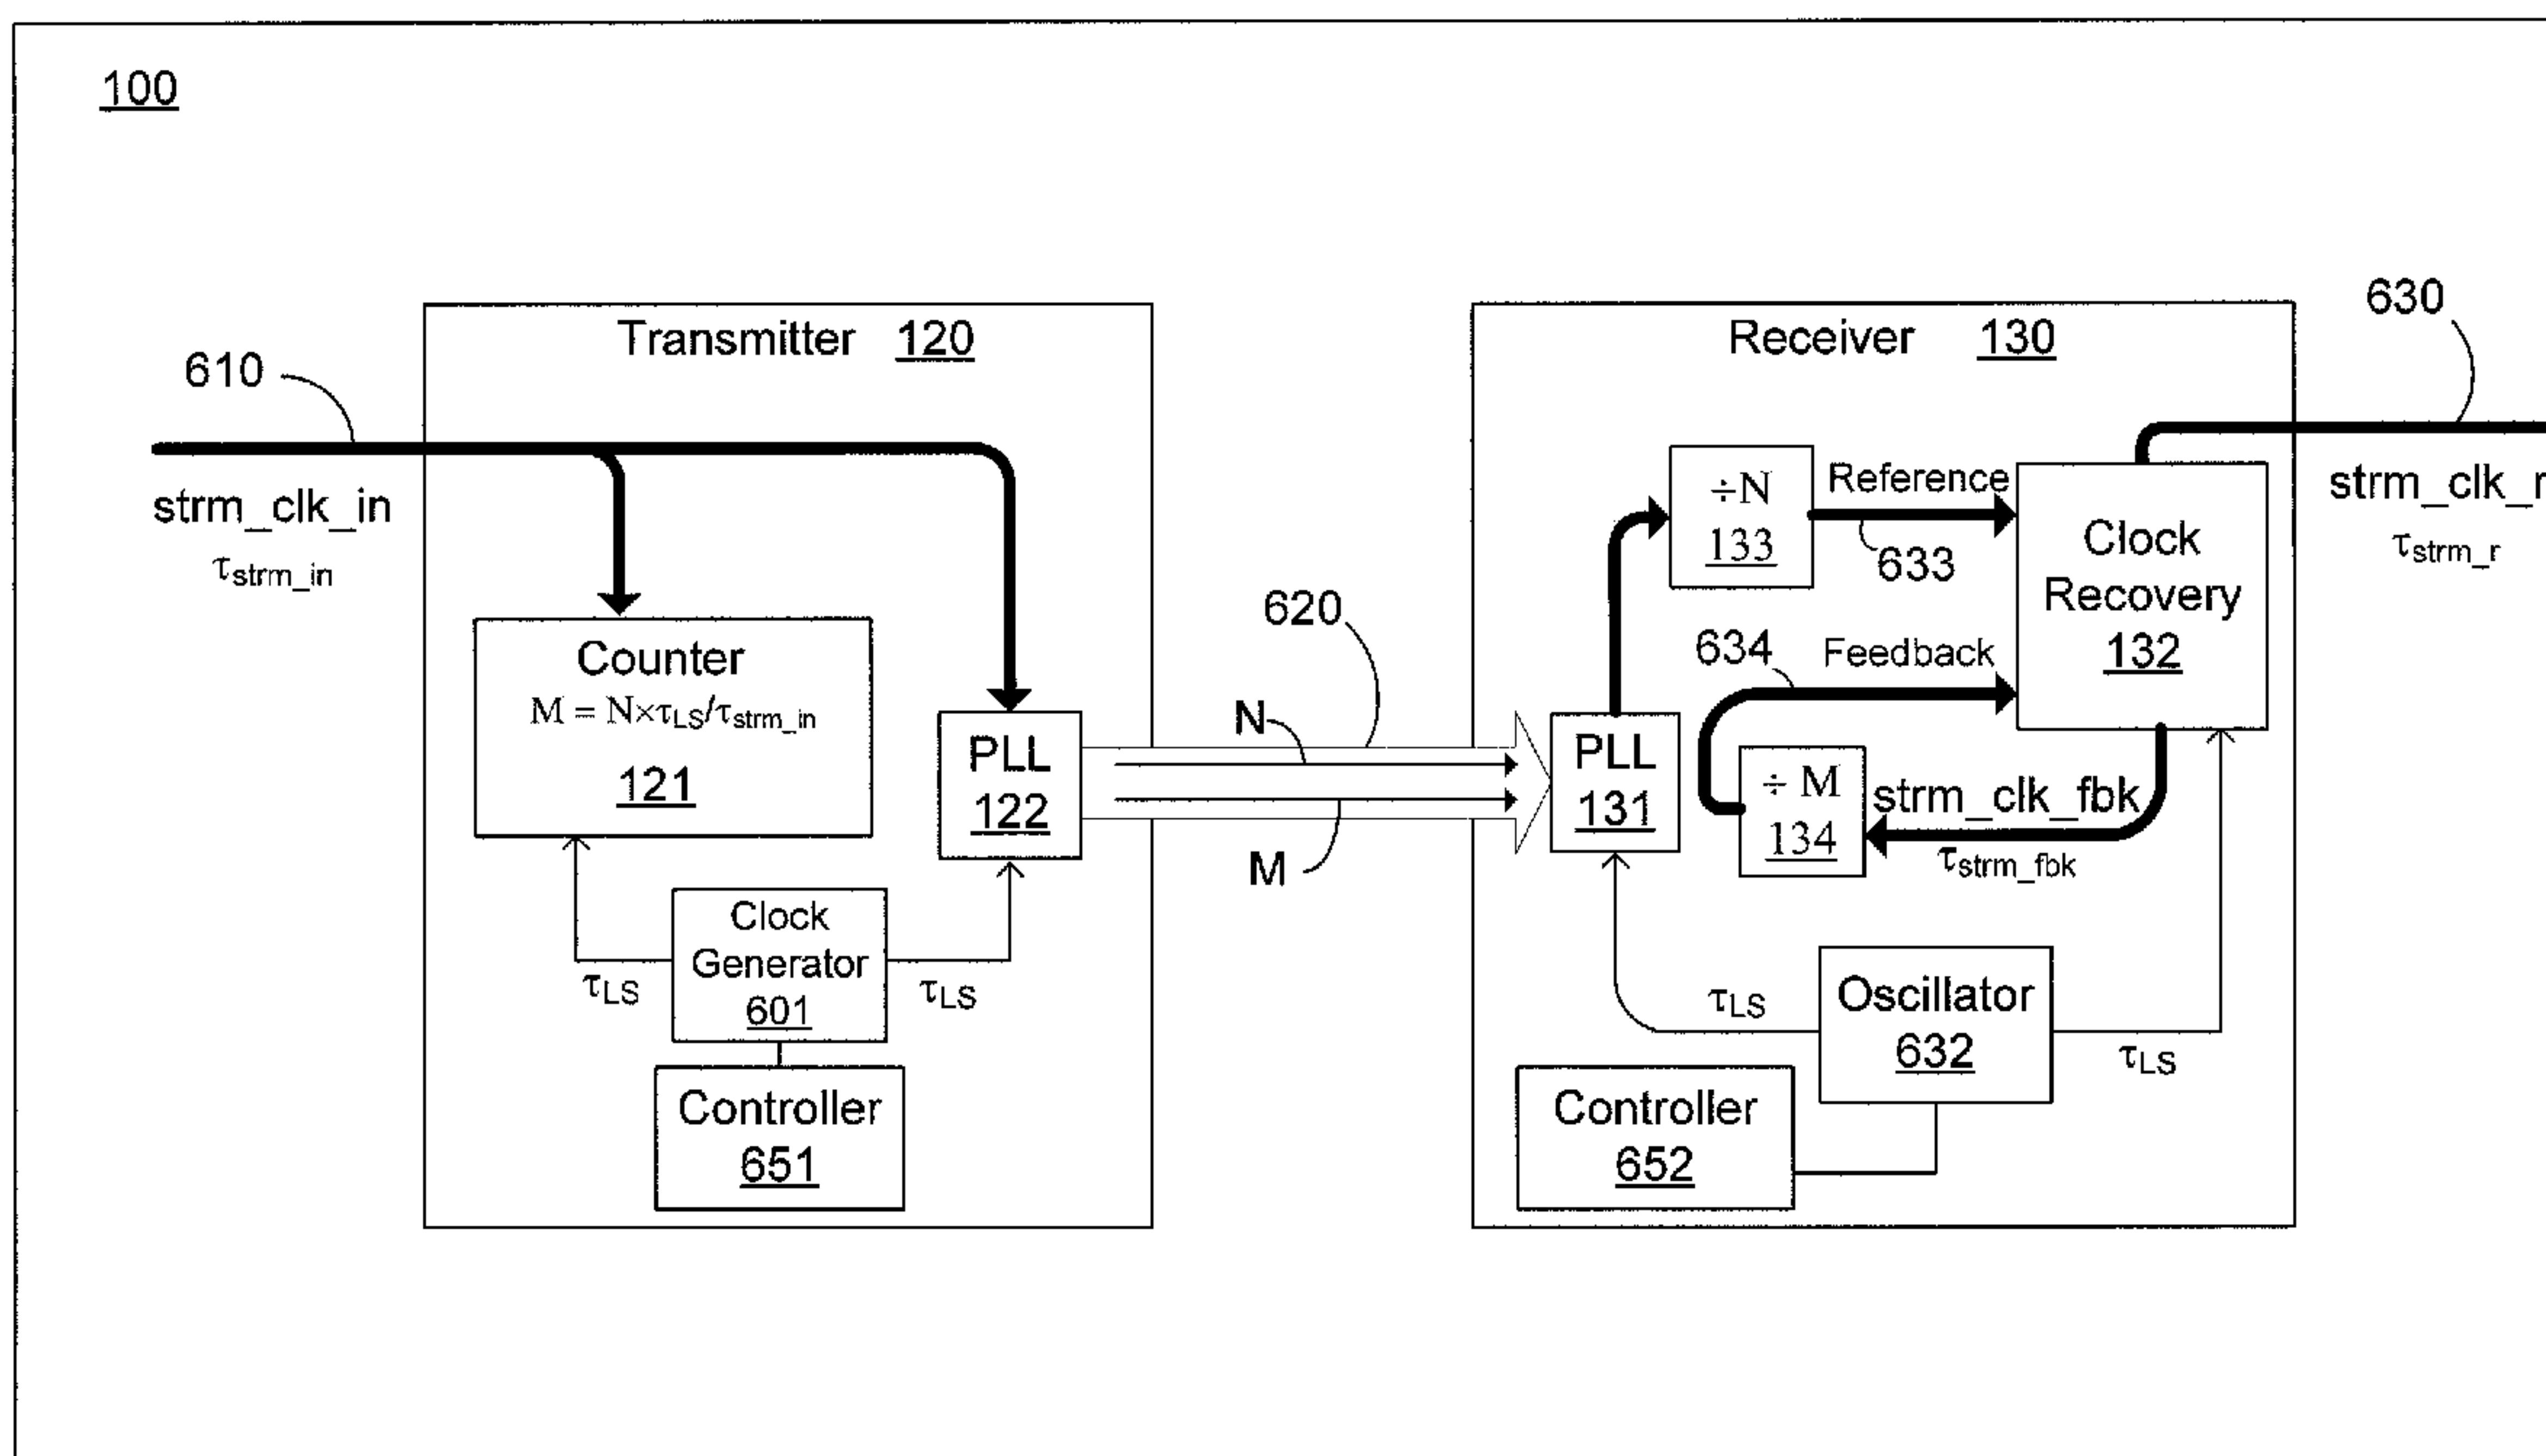 100
610
strm_clk_in
τstrm_in
Transmitter 120
Counter
M = N×τLS/τstrm_in
121
PLL
122
Clock
Generator
601
τLS
τLS
Controller
651
620
N
M
Receiver 130
÷N
133
Reference
633
Clock
Recovery
132
634
Feedback
PLL
131
÷ M
134
strm_clk_fbk
τstrm_fbk
τLS
Oscillator
632
τLS
Controller
652
630
strm_clk_r
τstrm_r